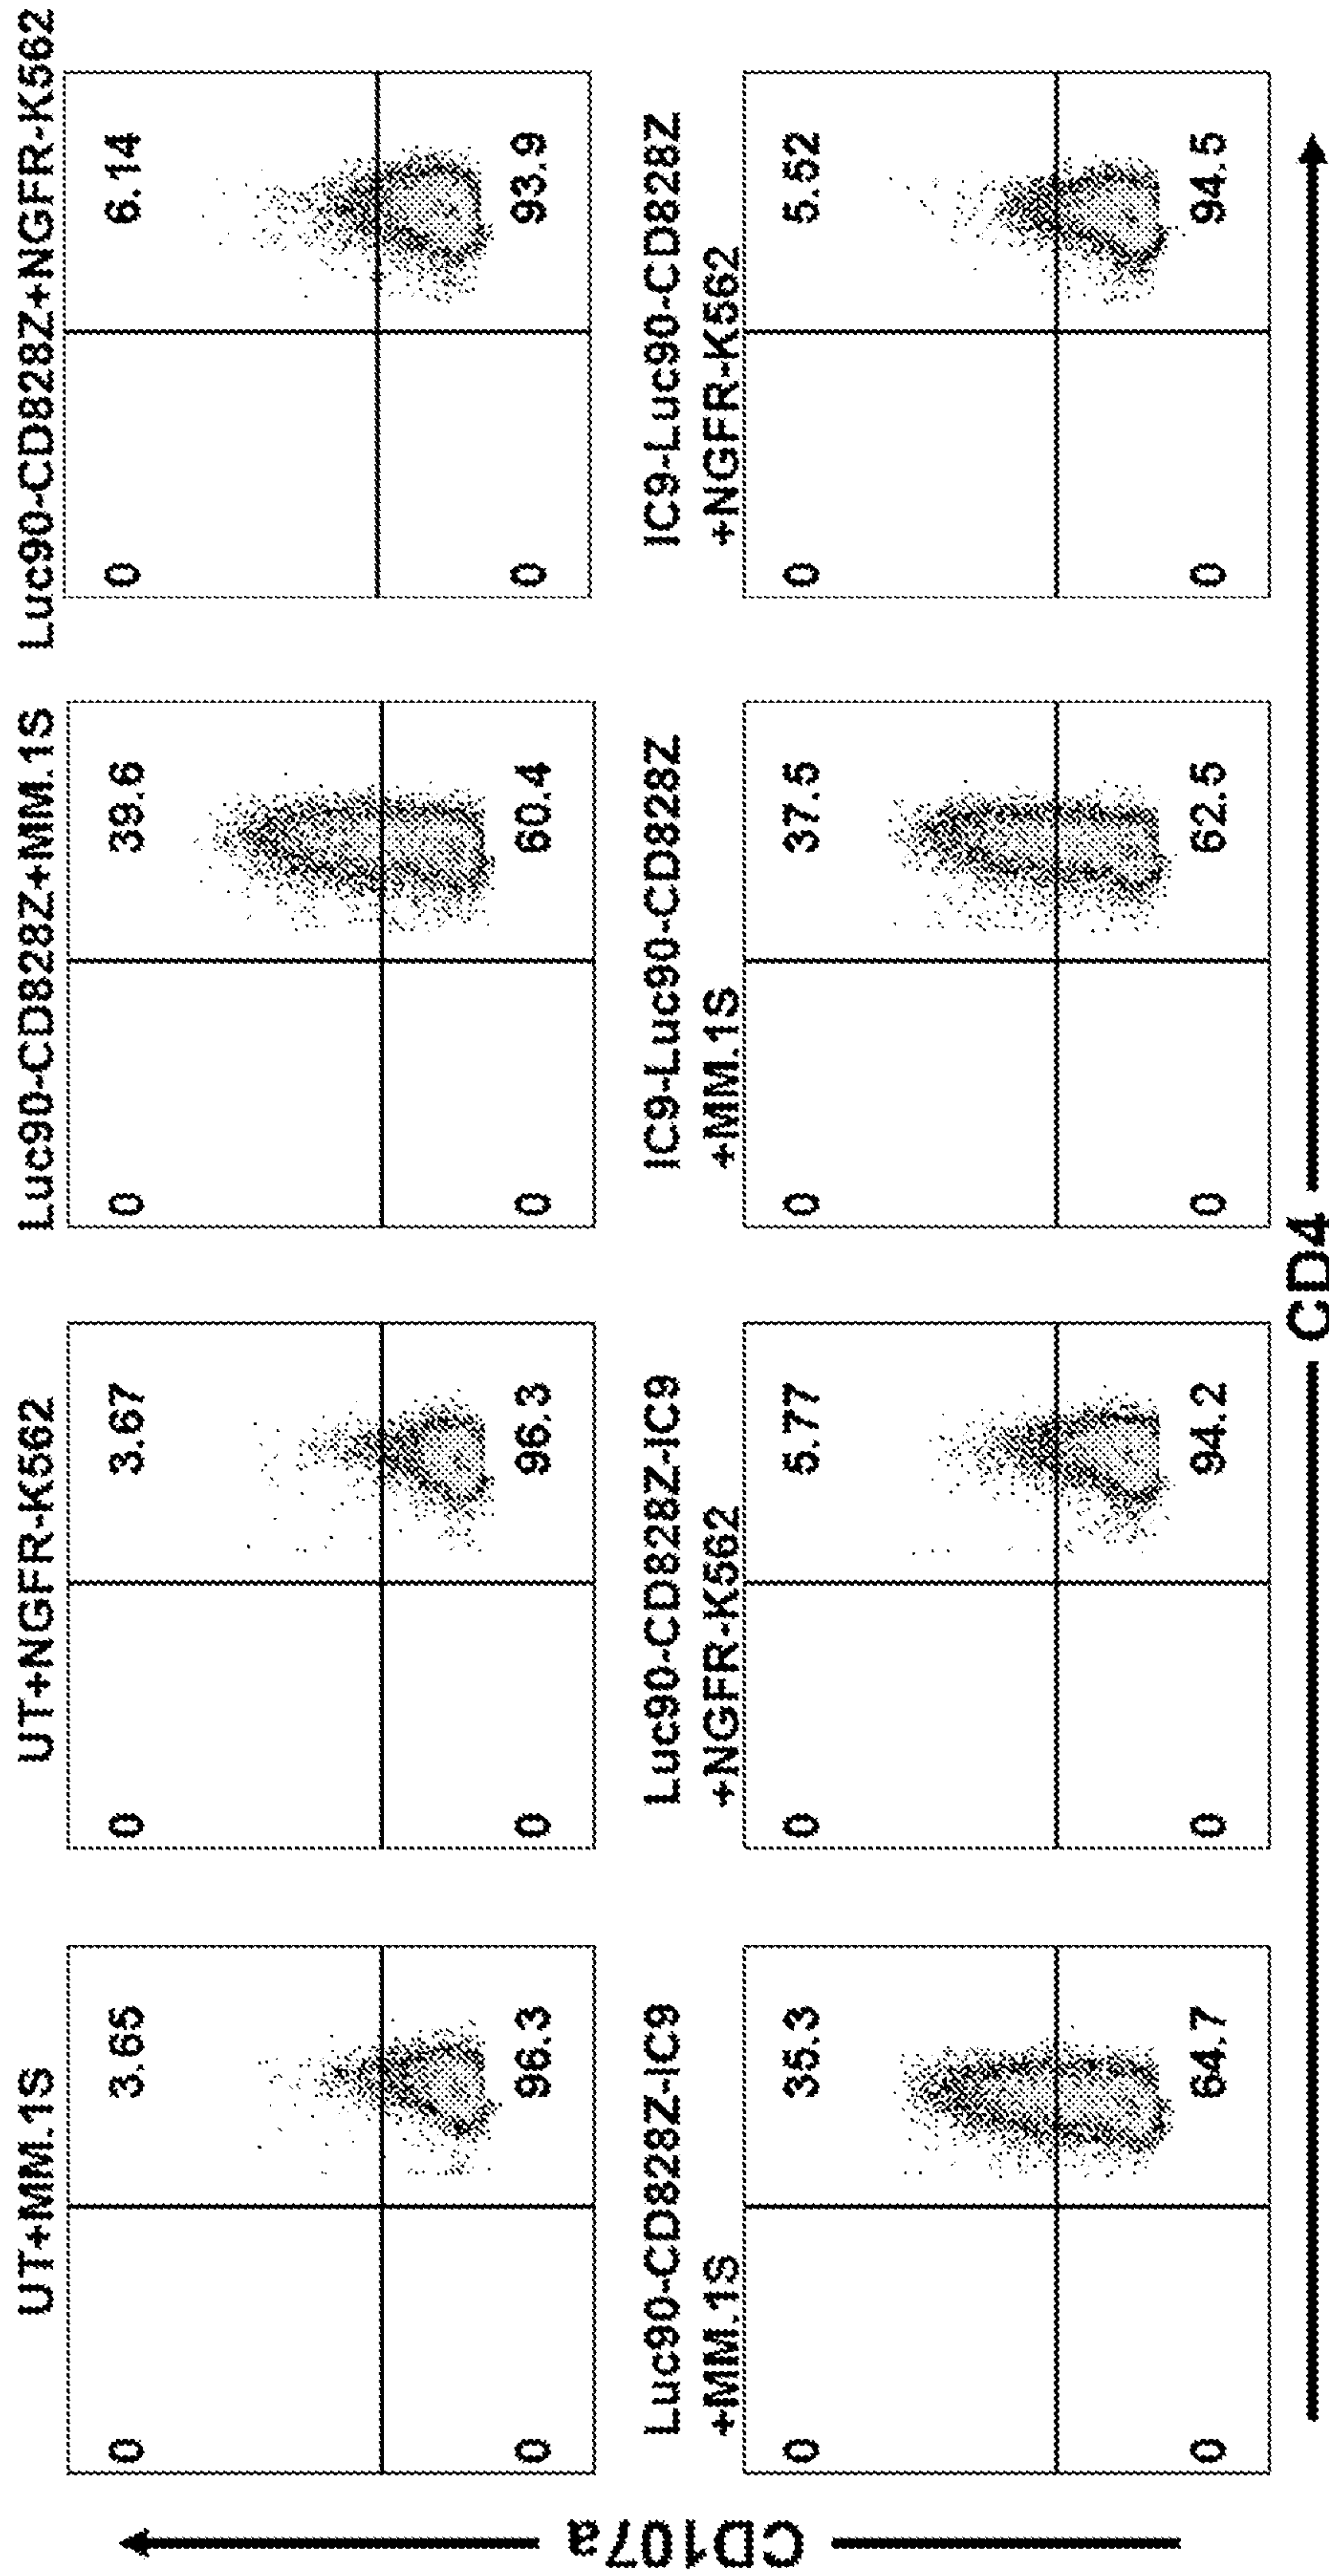 UT+MM.1S
0
3.65
0
96.3
UT+NGFR-K562
0
3.67
0
96.3
Luc90-CD828Z+MM.1S
0
39.6
0
60.4
Luc90-CD828Z+NGFR-K562
0
6.14
0
93.9
Luc90-CD828Z-IC9
+MM.1S
0
35.3
0
64.7
Luc90-CD828Z-IC9
+NGFR-K562
0
5.77
0
94.2
IC9-Luc90-CD828Z
+MM.1S
0
37.5
0
62.5
IC9-Luc90-CD828Z
+NGFR-K562
0
5.52
0
94.5
CD107a
CD4